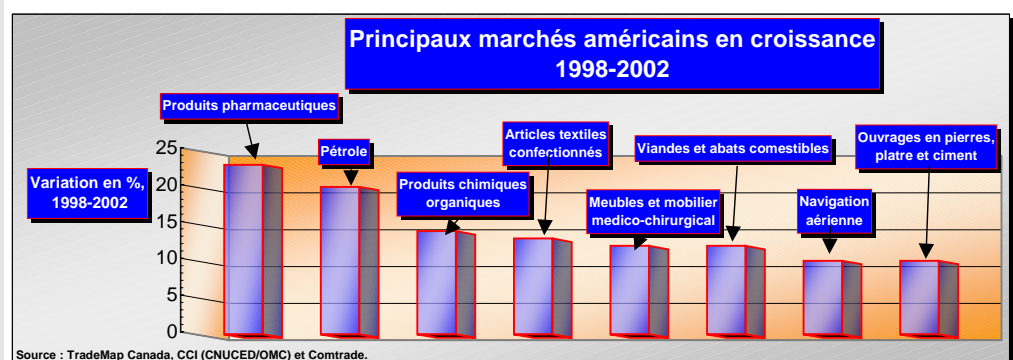 Principaux marchés américains en croissance
1998-2002
Produits pharmaceutiques
Pétrole
Produits chimiques
organiques
Articles textiles
confectionnés
Meubles et mobilier
medico-chirurgical
Viandes et abats comestibles
Navigation
aérienne
Ouvrages en pierres,
platre et ciment
Variation en %,
1998-2002
25
20
15
10
5
0
Source : TradeMap Canada, CCI (CNUCED/OMC) et Comtrade.